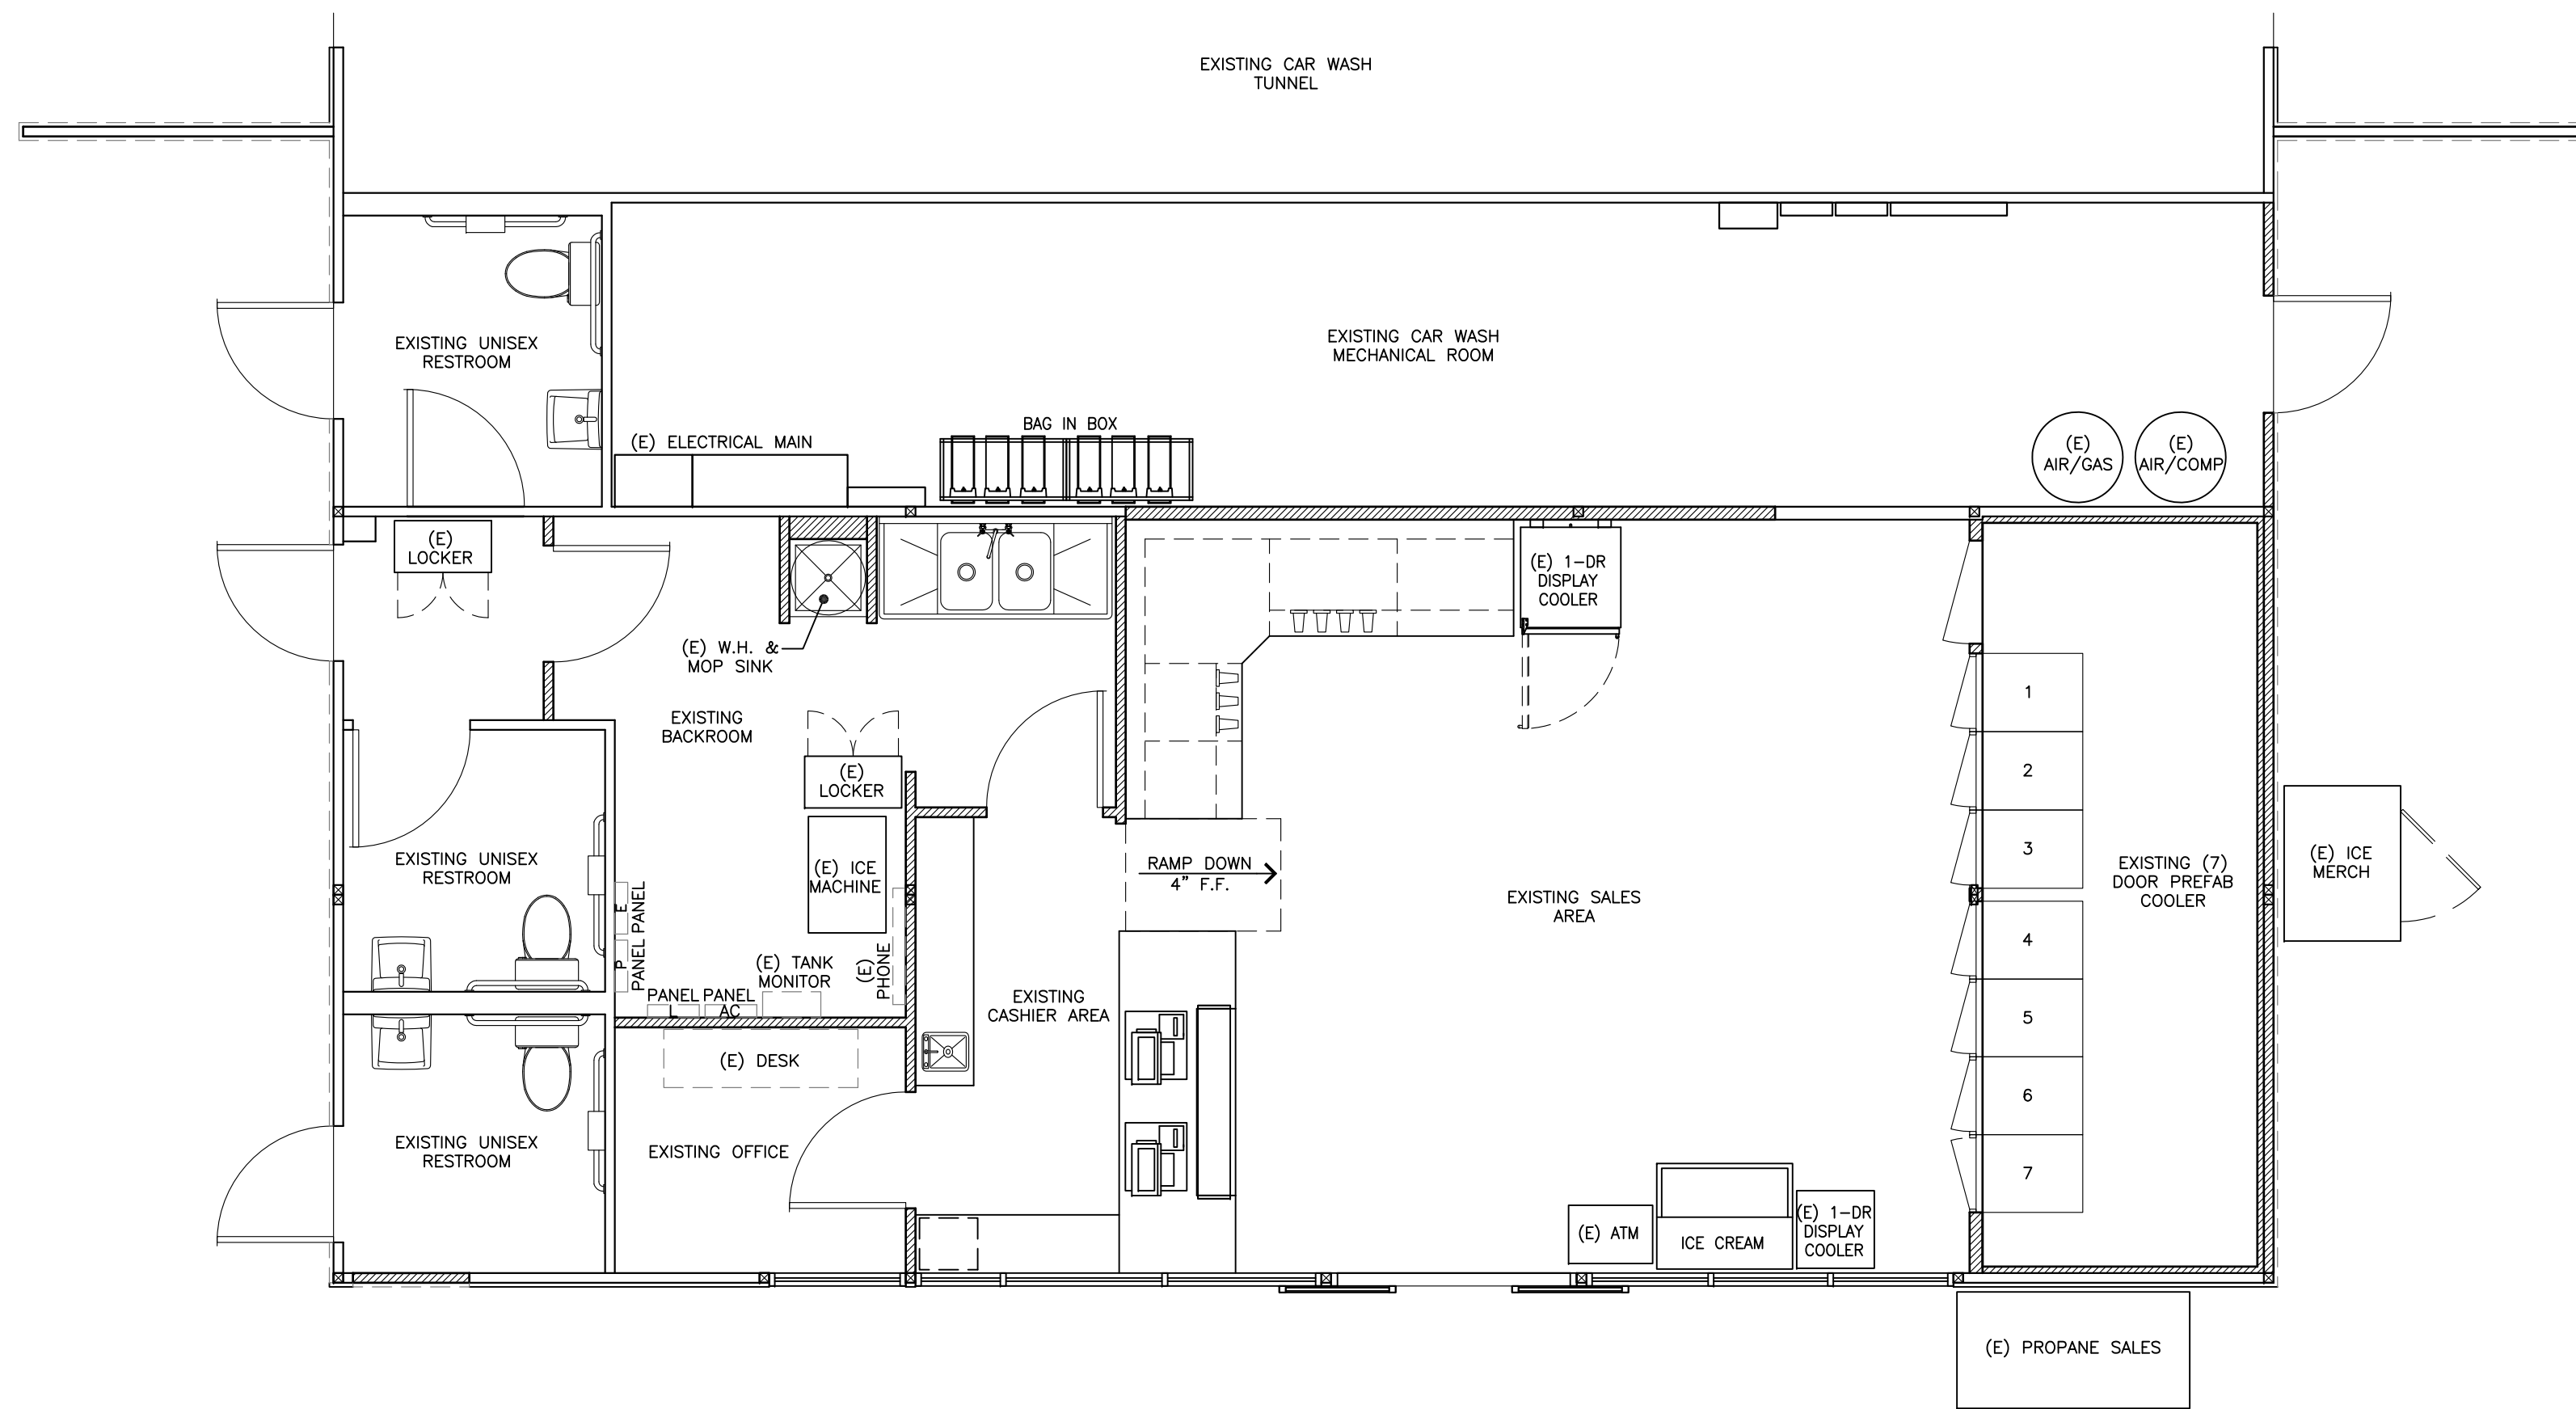 EXISTING CAR WASH
TUNNEL
EXISTING UNISEX
RESTROOM
EXISTING CAR WASH
MECHANICAL ROOM
BAG IN BOX
(E) ELECTRICAL MAIN
(E)
AIR/GAS
(E)
AIR/COMP
(E)
LOCKER
(E) 1-DR
DISPLAY
COOLER
(E) W.H. &
MOP SINK
EXISTING
BACKROOM
(E)
LOCKER
(E) ICE
MACHINE
EXISTING UNISEX
RESTROOM
E
PANEL
P
PANEL
PANEL
L
PANEL
AC
(E) TANK
MONITOR
(E)
PHONE
RAMP DOWN
4" F.F.
EXISTING
CASHIER AREA
EXISTING SALES
AREA
1
2
3
4
5
6
7
EXISTING (7)
DOOR PREFAB
COOLER
(E) ICE
MERCH
(E) DESK
EXISTING OFFICE
EXISTING UNISEX
RESTROOM
(E) ATM
ICE CREAM
(E) 1-DR
DISPLAY
COOLER
(E) PROPANE SALES